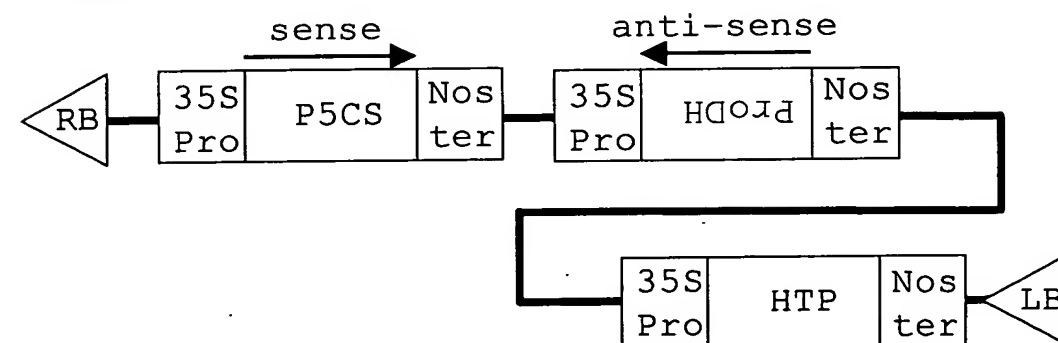 sense
anti-sense
RB
35S
Pro
P5CS
Nos
ter
35S
Pro
ProDH
Nos
ter
35S
Pro
HTP
Nos
ter
LB